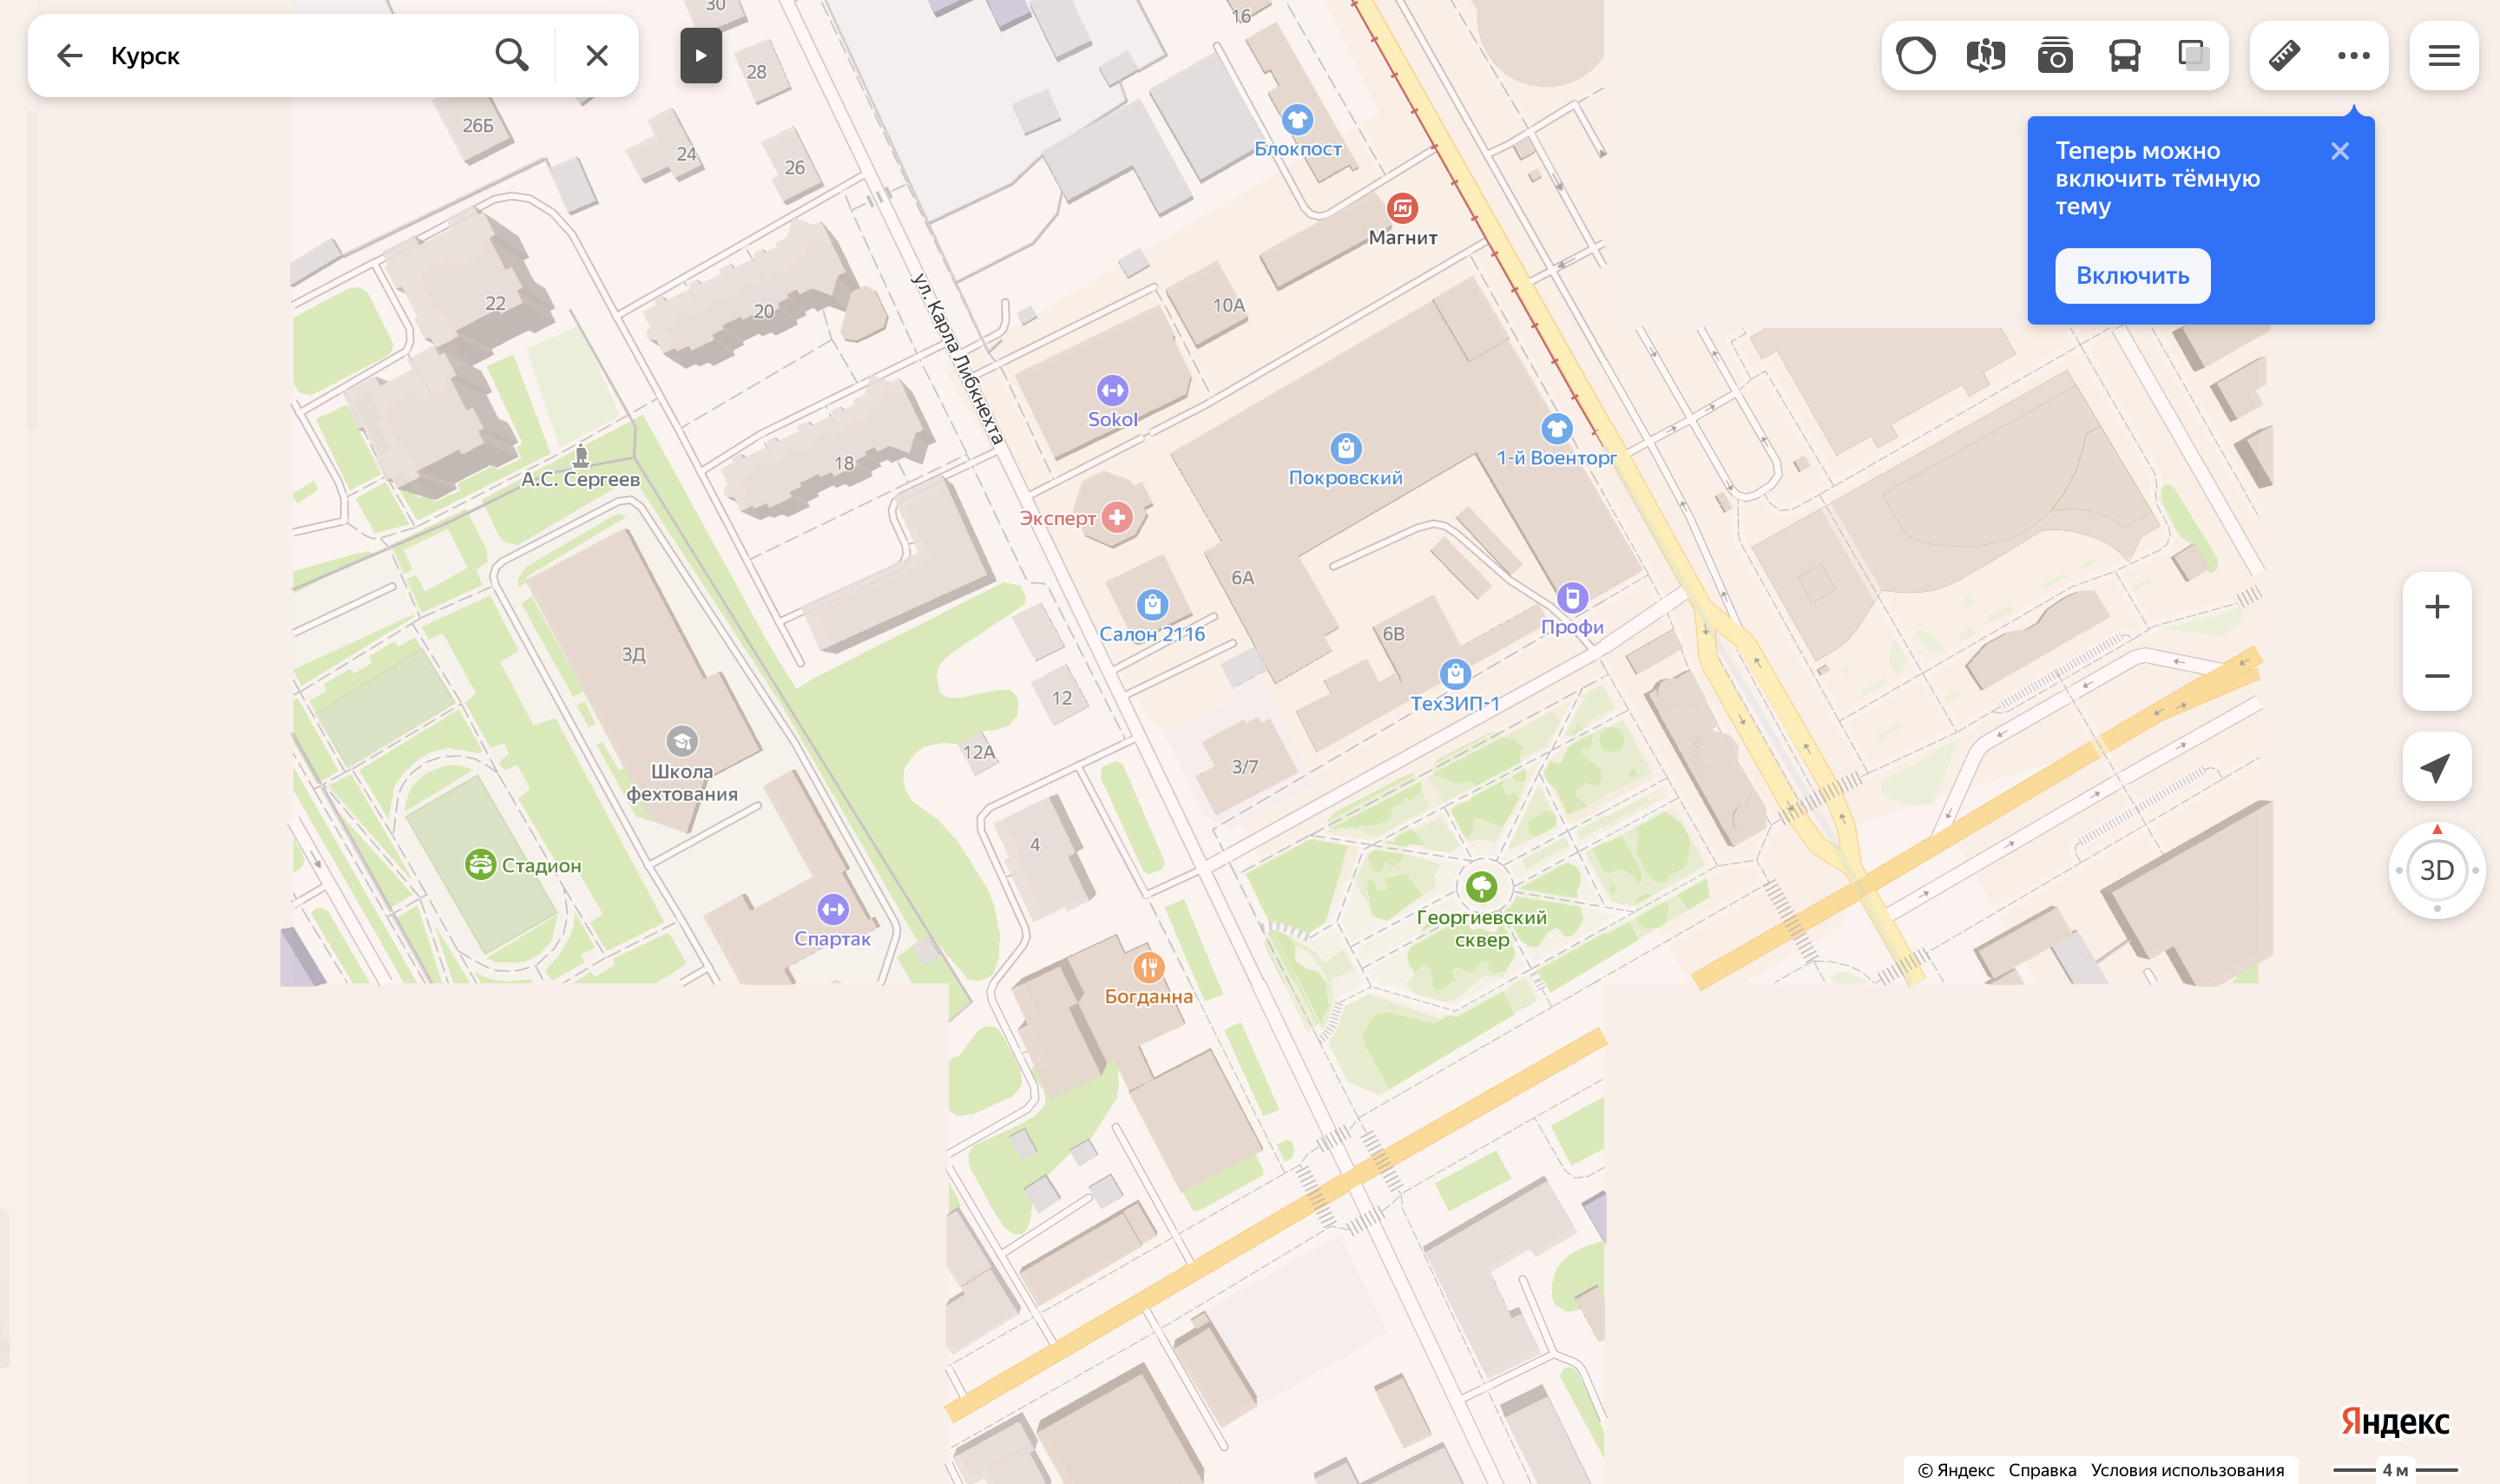 Курск
30
16
28
26Б
24
26
Блокпост
Теперь можно
включить тёмную
тему
Включить
Магнит
22
20
10А
ул. Карла Либкнехта
Sokol
18
А.С. Сергеев
Покровский
1-й Военторг
Эксперт
6А
Салон 2116
6В
Профи
3Д
12
ТехЗИП-1
12А
3/7
Школа
фехтования
4
Стадион
3D
Георгиевский
сквер
Спартак
Богданна
Яндекс
© Яндекс Справка Условия использования
4 м